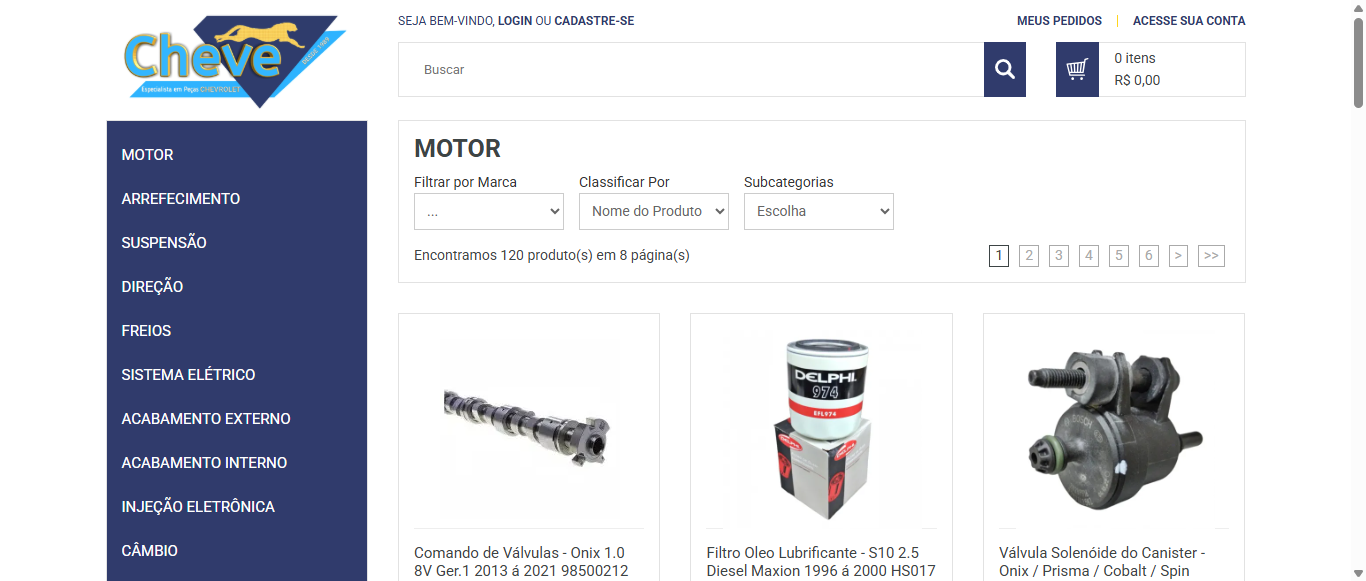 Cheve
DESDE 1989
Especialista em Peças CHEVROLET
SEJA BEM-VINDO, LOGIN OU CADASTRE-SE
MEUS PEDIDOS
ACESSE SUA CONTA
Buscar
0 itens
R$ 0,00
MOTOR
ARREFECIMENTO
SUSPENSÃO
DIREÇÃO
FREIOS
SISTEMA ELÉTRICO
ACABAMENTO EXTERNO
ACABAMENTO INTERNO
INJEÇÃO ELETRÔNICA
CÂMBIO
MOTOR
Filtrar por Marca
Classificar Por
Subcategorias
...
Nome do Produto
Escolha
Encontramos 120 produto(s) em 8 página(s)
1 2 3 4 5 6 > >>
Comando de Válvulas - Onix 1.0
8V Ger.1 2013 á 2021 98500212
DELPHI
974
EFL974
DELPHI
Filtro Oleo Lubrificante - S10 2.5
Diesel Maxion 1996 á 2000 HS017
BOSCH
Válvula Solenóide do Canister -
Onix / Prisma / Cobalt / Spin